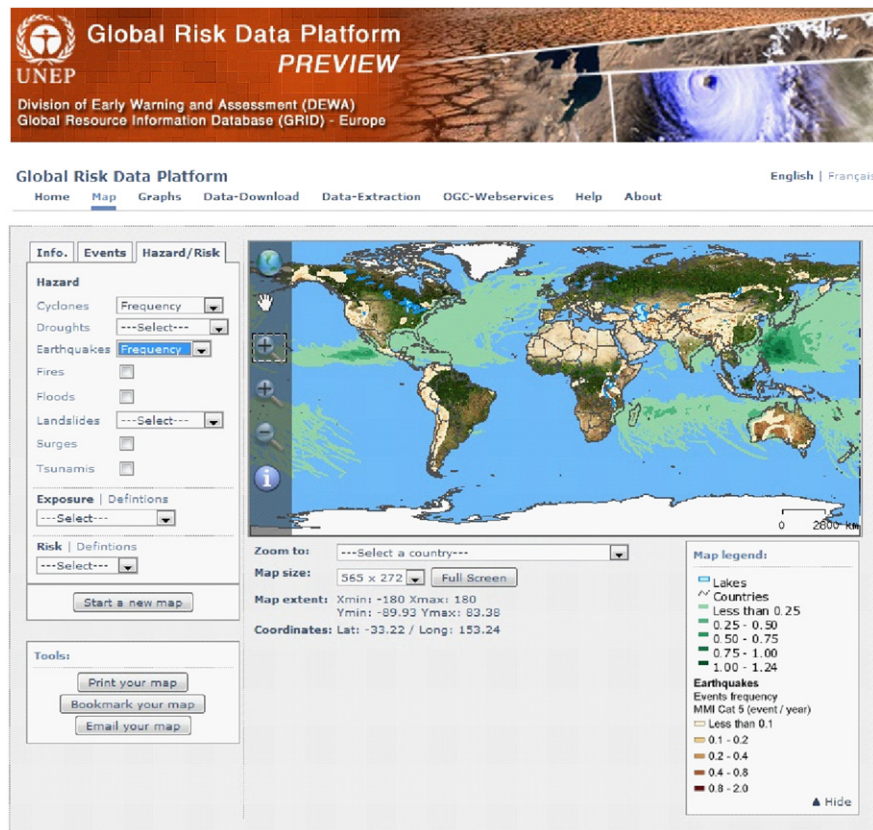 Global Risk Data Platform
PREVIEW
UNEP
Division of Early Warning and Assessment (DEWA)
Global Resource Information Database (GRID) - Europe
Global Risk Data Platform
English | Français
Home Map Graphs Data-Download Data-Extraction OGC-Webservices Help About
Info. Events Hazard/Risk
Hazard
Cyclones Frequency
Droughts ---Select---
Earthquakes Frequency
Fires
Floods
Landslides ---Select---
Surges
Tsunamis
Exposure | Defintions
---Select---
Risk | Defintions
---Select---
Start a new map
Tools:
Print your map
Bookmark your map
Email your map
0 2800 km
Zoom to: ---Select a country---
Map size: 565 x 272 Full Screen
Map extent: Xmin: -180 Xmax: 180
Ymin: -89.93 Ymax: 83.38
Coordinates: Lat: -33.22 / Long: 153.24
Map legend:
Lakes
Countries
Less than 0.25
0.25 - 0.50
0.50 - 0.75
0.75 - 1.00
1.00 - 1.24
Earthquakes
Events frequency
MMI Cat 5 (event / year)
Less than 0.1
0.1 - 0.2
0.2 - 0.4
0.4 - 0.8
0.8 - 2.0
Hide